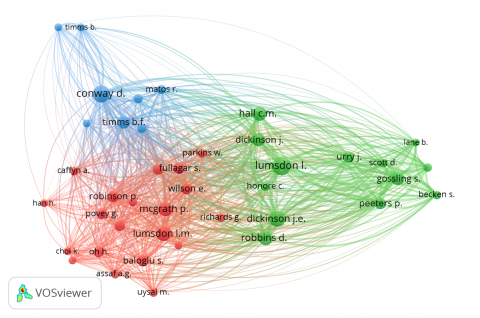 timms b.
conway d.
matos r.
timms b.f.
hall c.m.
dickinson j.
lane b.
parkins w.
urry j.
scott d.
caffyn a.
fullagar s.
lumsdon l.
gossling s.
wilson e.
honore c.
becken s.
robinson p.
han h.
mcgrath p.
peeters p.
povey g.
richards g.
dickinson j.e.
lumsdon l.m.
robbins d.
choi k.
oh h.
baloglu s.
assaf a.g.
uysal m.
VOSviewer